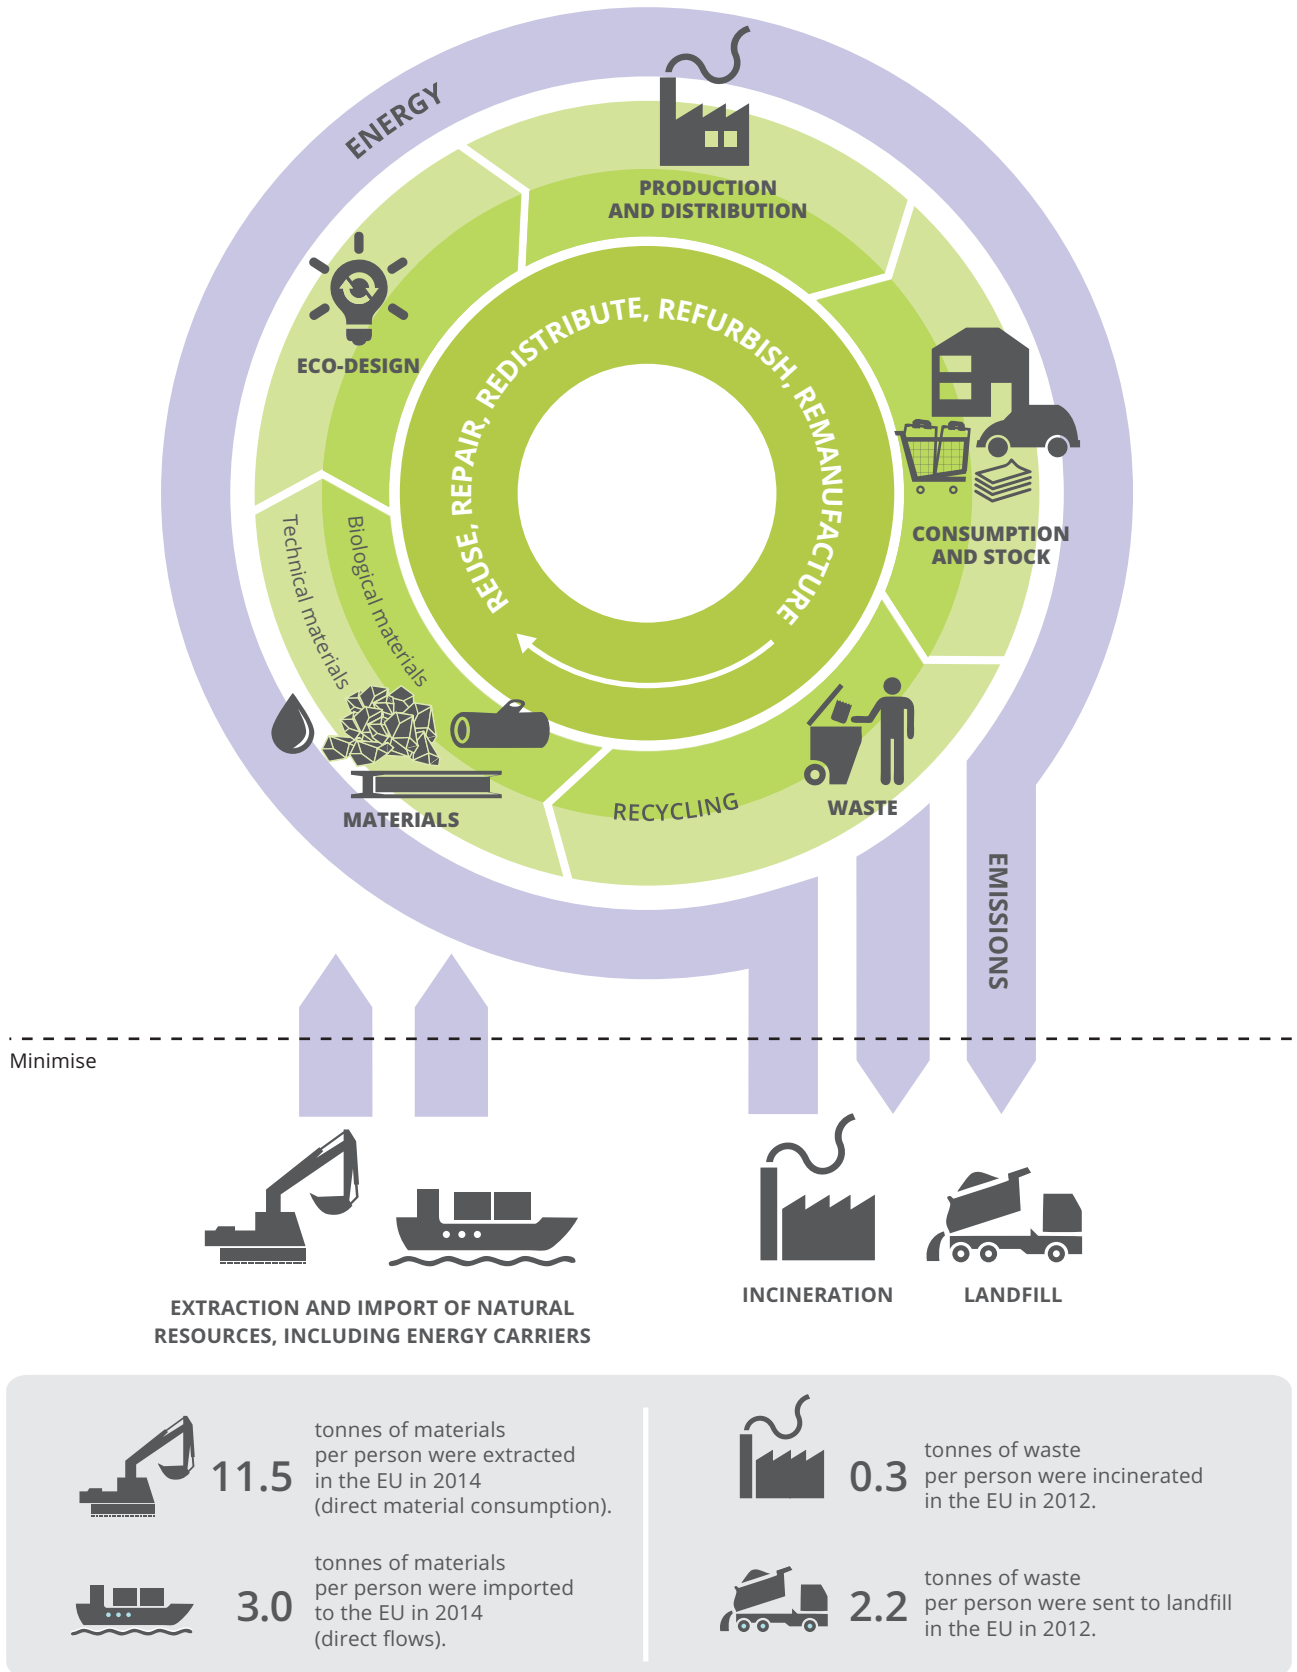 ENERGY
PRODUCTION
AND DISTRIBUTION
ECO-DESIGN
REUSE, REPAIR, REDISTRIBUTE, REFURBISH, REMANUFACTURE
CONSUMPTION
AND STOCK
Technical materials
Biological materials
MATERIALS
RECYCLING
WASTE
EMISSIONS
Minimise
EXTRACTION AND IMPORT OF NATURAL
RESOURCES, INCLUDING ENERGY CARRIERS
INCINERATION
LANDFILL
11.5
tonnes of materials
per person were extracted
in the EU in 2014
(direct material consumption).
3.0
tonnes of materials
per person were imported
to the EU in 2014
(direct flows).
0.3
tonnes of waste
per person were incinerated
in the EU in 2012.
2.2
tonnes of waste
per person were sent to landfill
in the EU in 2012.